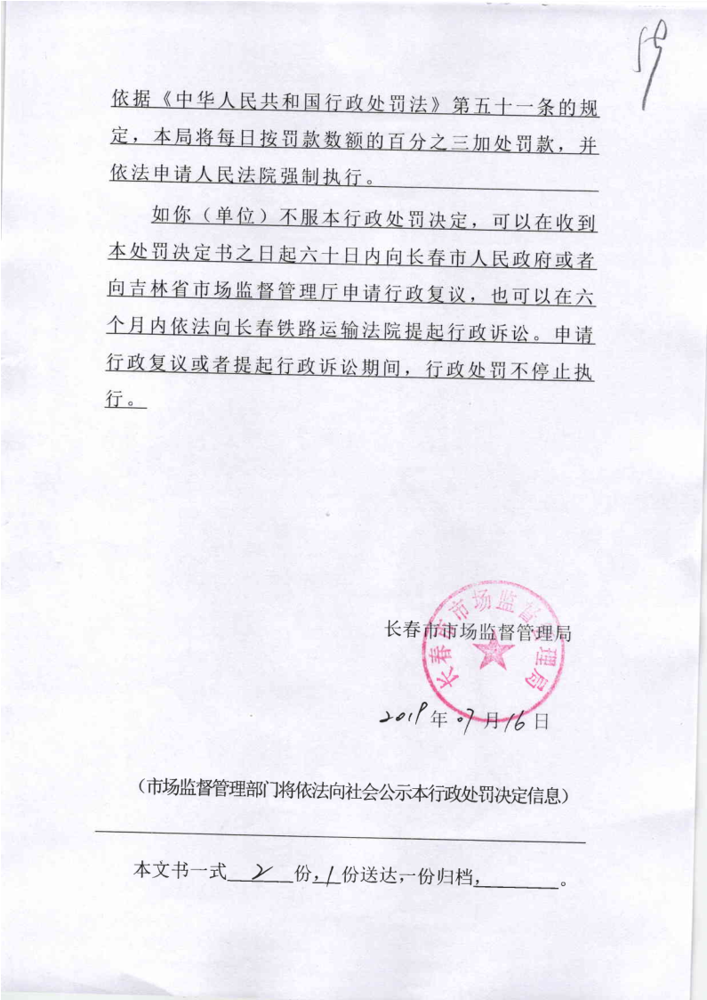 59
依据《中华人民共和国行政处罚法》第五十一条的规
定，本局将每日按罚款数额的百分之三加处罚款，并
依法申请人民法院强制执行。
如你（单位）不服本行政处罚决定，可以在收到
本处罚决定书之日起六十日内向长春市人民政府或者
向吉林省市场监督管理厅申请行政复议，也可以在六
个月内依法向长春铁路运输法院提起行政诉讼。申请
行政复议或者提起行政诉讼期间，行政处罚不停止执
行。
长春市市场监督管理局
长春市市场监督管理局
2019年07月16日
（市场监督管理部门将依法向社会公示本行政处罚决定信息）
本文书一式 2 份，1份送达，一份归档，。